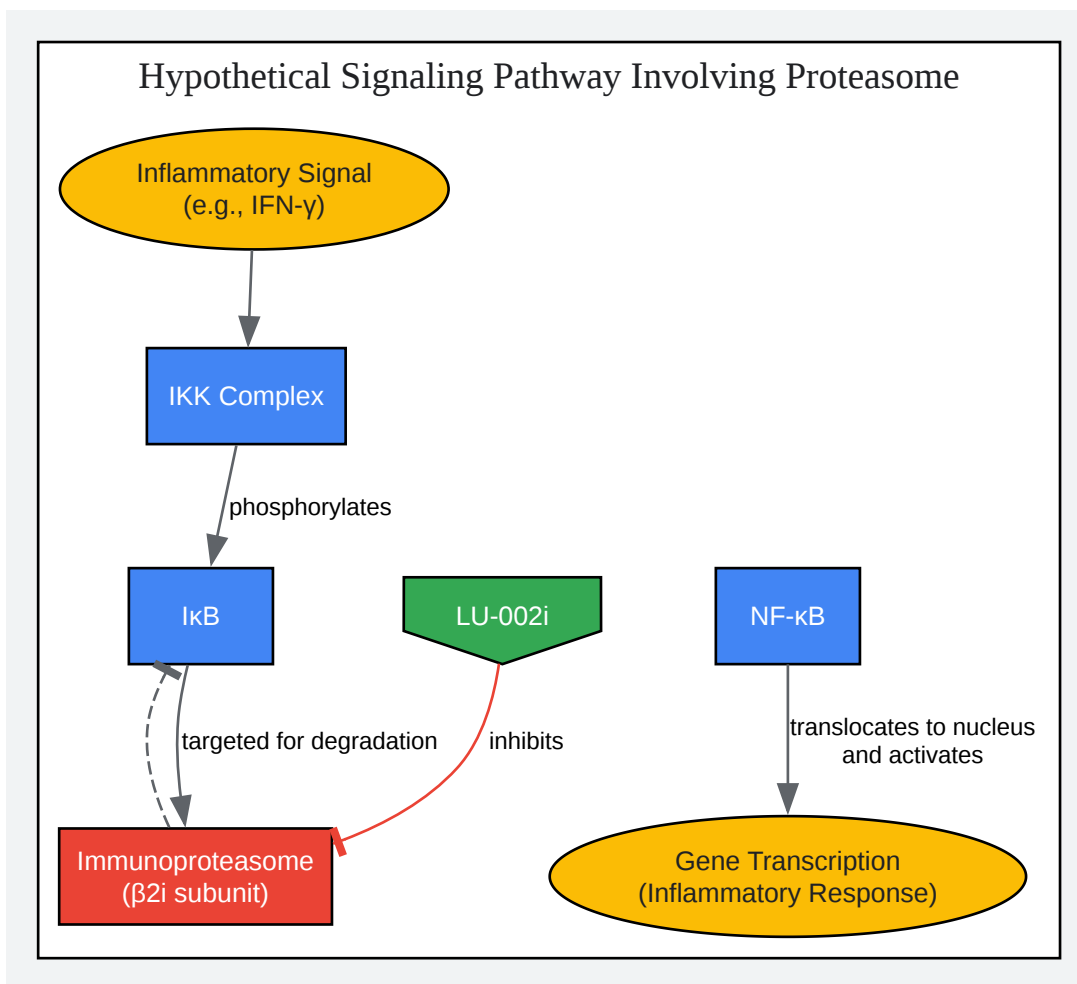 Hypothetical Signaling Pathway Involving Proteasome
Inflammatory Signal
(e.g., IFN-γ)
IKK Complex
phosphorylates
IκB
LU-002i
NF-κB
targeted for degradation
inhibits
translocates to nucleus
and activates
Immunoproteasome
(β2i subunit)
Gene Transcription
(Inflammatory Response)